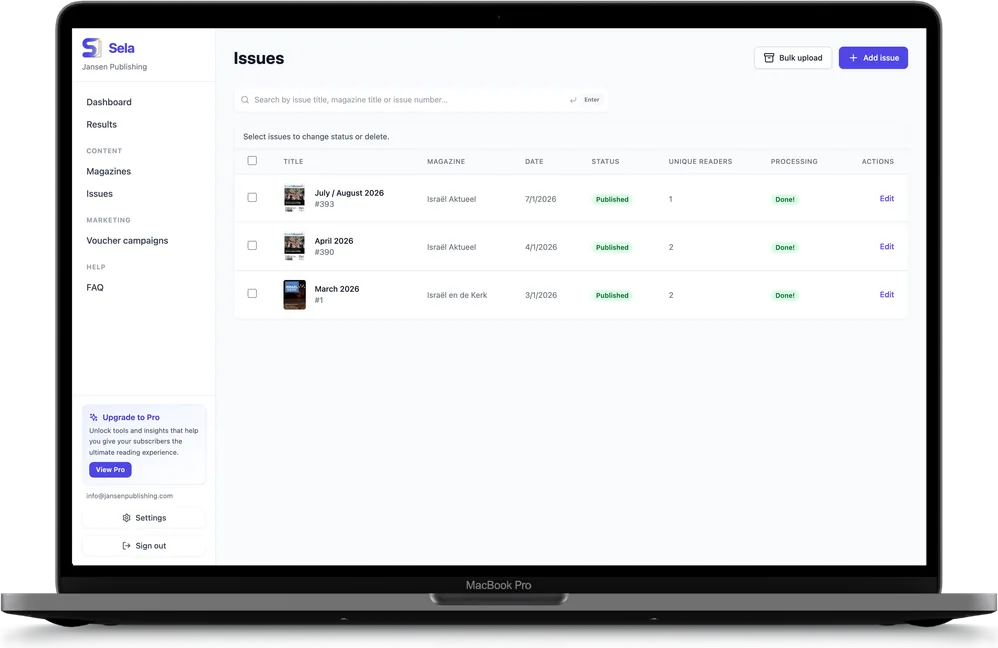 Sela
Jansen Publishing
Dashboard
Results
CONTENT
Magazines
Issues
MARKETING
Voucher campaigns
HELP
FAQ
Upgrade to Pro
Unlock tools and insights that help
you give your subscribers the
ultimate reading experience.
View Pro
info@jansenpublishing.com
Settings
Sign out
Issues
Bulk upload
Add issue
Search by issue title, magazine title or issue number...
Enter
Select issues to change status or delete.
TITLE MAGAZINE DATE STATUS UNIQUE READERS PROCESSING ACTIONS
July / August 2026
#393
Israël Aktueel 7/1/2026 Published 1 Done! Edit
April 2026
#390
Israël Aktueel 4/1/2026 Published 2 Done! Edit
March 2026
#1
Israël en de Kerk 3/1/2026 Published 2 Done! Edit
MacBook Pro